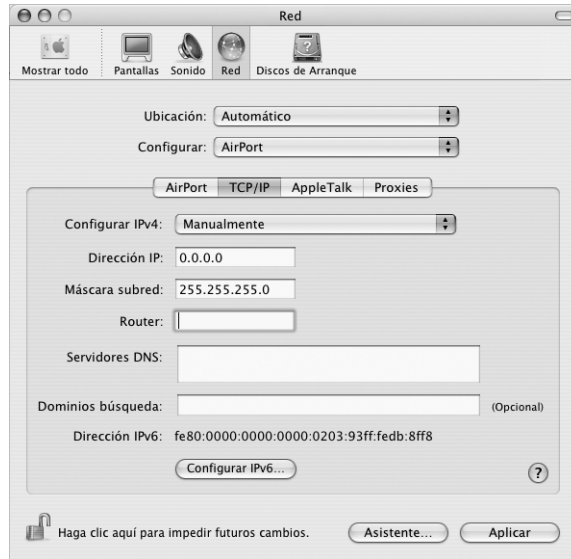 Red
Mostrar todo Pantallas Sonido Red Discos de Arranque
Ubicación: Automático
Configurar: AirPort
AirPort TCP/IP AppleTalk Proxies
Configurar IPv4: Manualmente
Dirección IP: 0.0.0.0
Máscara subred: 255.255.255.0
Router:
Servidores DNS:
Dominios búsqueda: (Opcional)
Dirección IPv6: fe80:0000:0000:0000:0203:93ff:fedb:8ff8
Configurar IPv6... ?
Haga clic aquí para impedir futuros cambios. Asistente... Aplicar